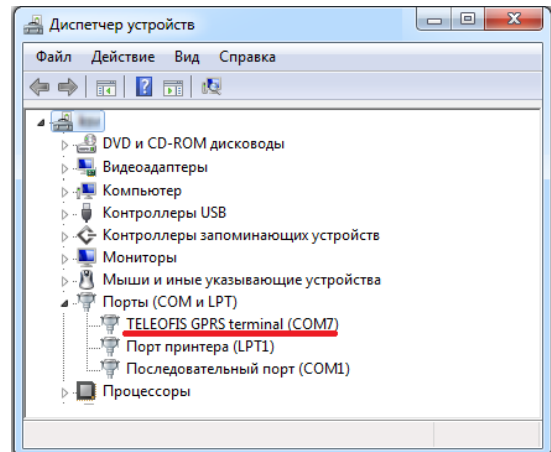 Диспетчер устройств
Файл Действие Вид Справка
DVD и CD-ROM дисководы
Видеоадаптеры
Компьютер
Контроллеры USB
Контроллеры запоминающих устройств
Мониторы
Мыши и иные указывающие устройства
Порты (COM и LPT)
TELEOFIS GPRS terminal (COM7)
Порт принтера (LPT1)
Последовательный порт (COM1)
Процессоры